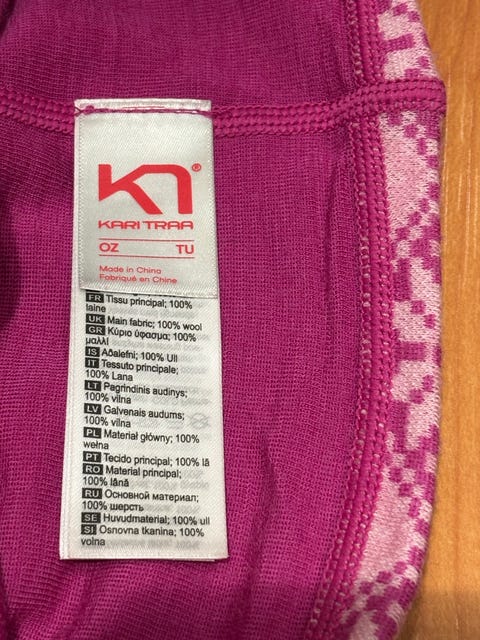 KN®
KARI TRAA
OZ TU
Made in China
Fabriqué en Chine
FR Tissu principal; 100%
laine
UK Main fabric; 100% wool
GR Κύριο ύφασμα; 100%
μαλλί
IS Aðalefni; 100% Ull
IT Tessuto principale;
100% Lana
LT Pagrindinis audinys;
100% vilna
LV Galvenais audums;
100% vilna
PL Materiał główny; 100%
wełna
PT Tecido principal; 100% lã
RO Material principal;
100% lână
RU Основной материал;
100% шерсть
SE Huvudmaterial; 100% ull
SI Osnovna tkanina; 100%
volna